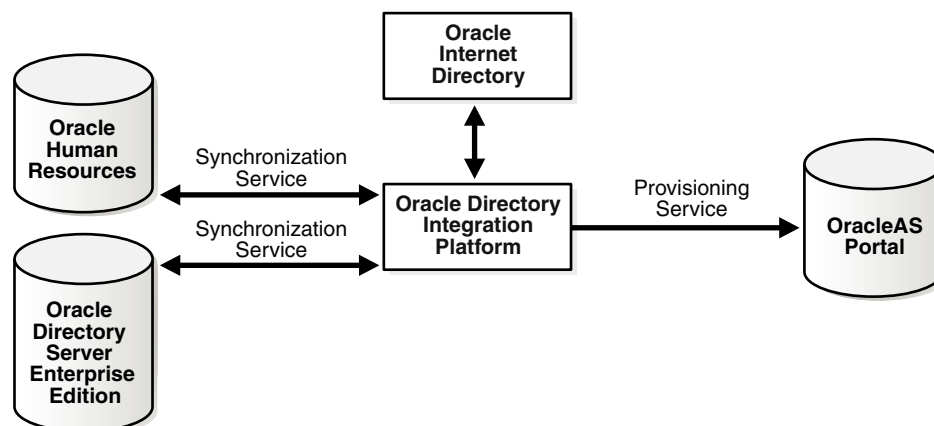 Oracle
Internet
Directory
Oracle
Human
Resources
Synchronization
Service
Oracle Directory
Integration
Platform
Provisioning
Service
OracleAS
Portal
Synchronization
Service
Oracle
Directory
Server
Enterprise
Edition